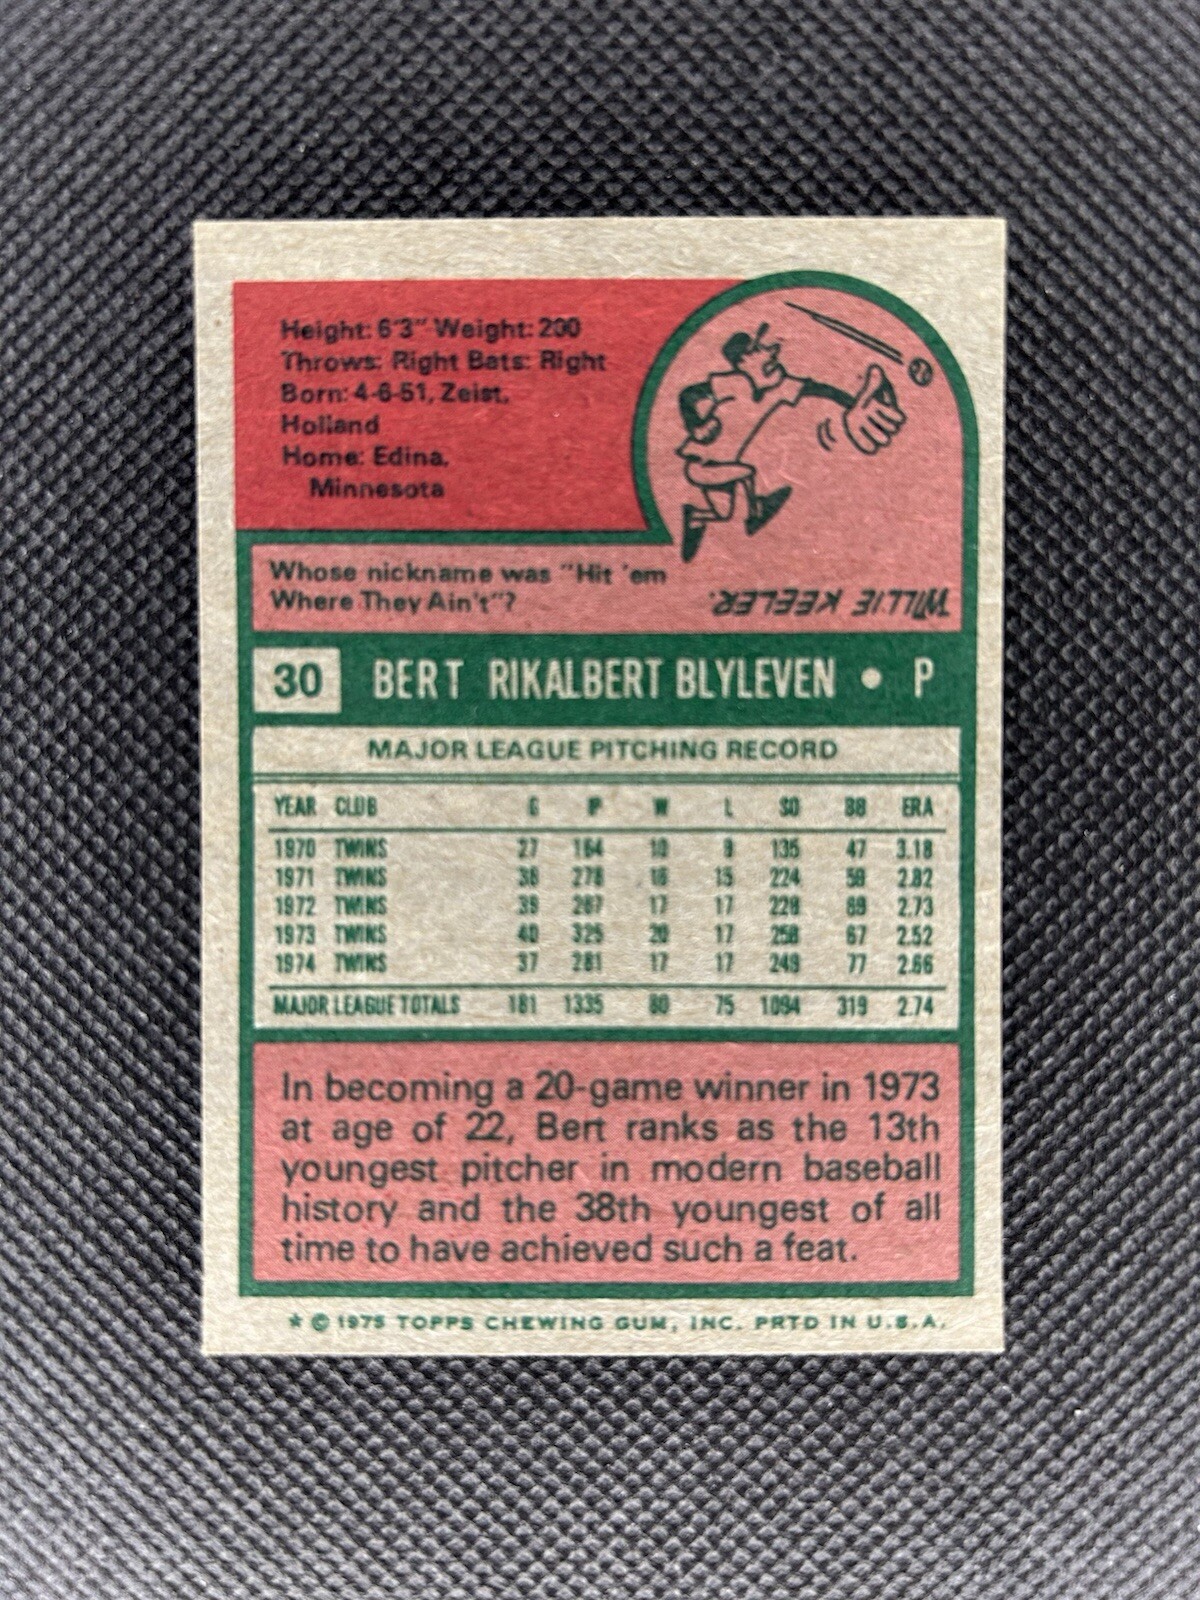 Height: 6'3" Weight: 200
Throws: Right Bats: Right
Born: 4-6-51, Zeist,
Holland
Home: Edina,
Minnesota
Whose nickname was "Hit 'em
Where They Ain't"?
WILLIE KEELER.
30 BERT RIKALBERT BLYLEVEN • P
MAJOR LEAGUE PITCHING RECORD
YEAR CLUB G IP W L SO BB ERA
1970 TWINS 27 164 10 9 135 47 3.18
1971 TWINS 38 278 16 15 224 59 2.82
1972 TWINS 39 287 17 17 228 69 2.73
1973 TWINS 40 325 20 17 258 67 2.52
1974 TWINS 37 281 17 17 249 77 2.66
MAJOR LEAGUE TOTALS 181 1335 80 75 1094 319 2.74
In becoming a 20-game winner in 1973
at age of 22, Bert ranks as the 13th
youngest pitcher in modern baseball
history and the 38th youngest of all
time to have achieved such a feat.
* © 1975 TOPPS CHEWING GUM, INC. PRTD IN U.S.A.